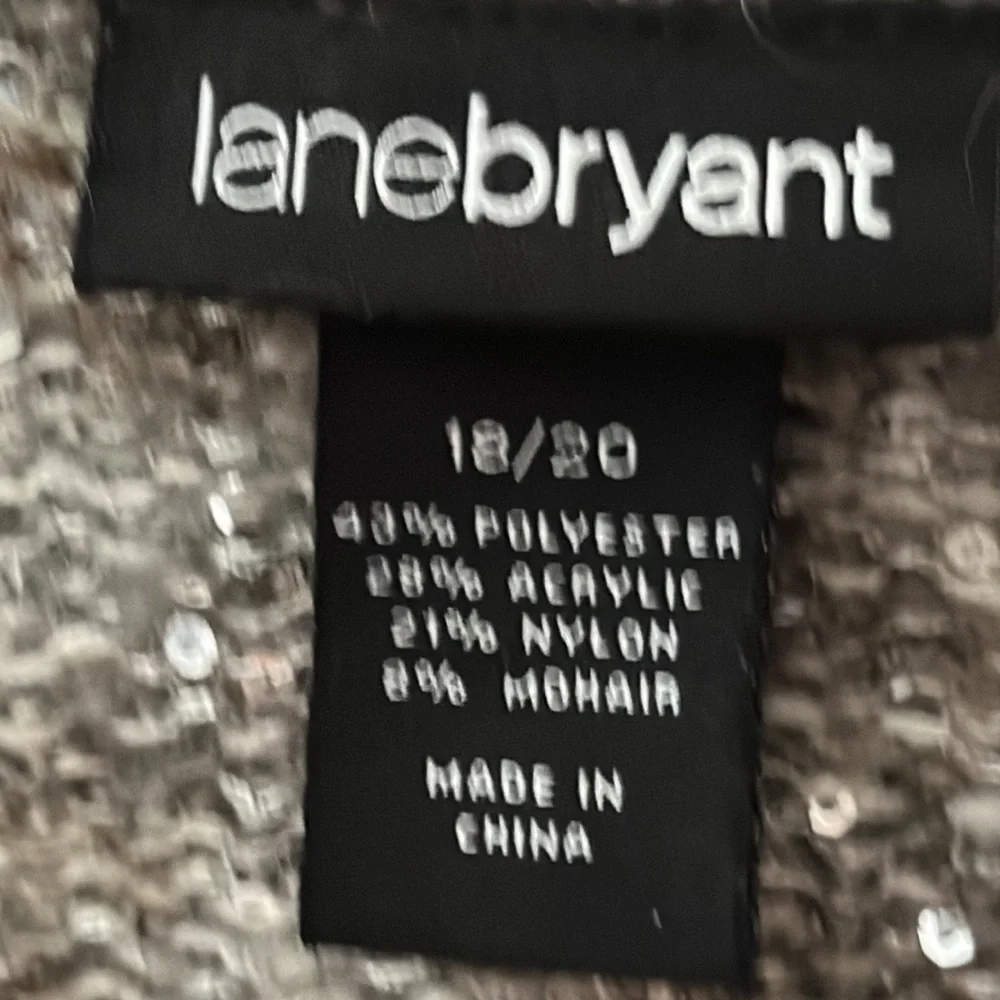 lanebryant
18/20
43% POLYESTER
28% ACRYLIC
21% NYLON
8% MOHAIR
MADE IN
CHINA